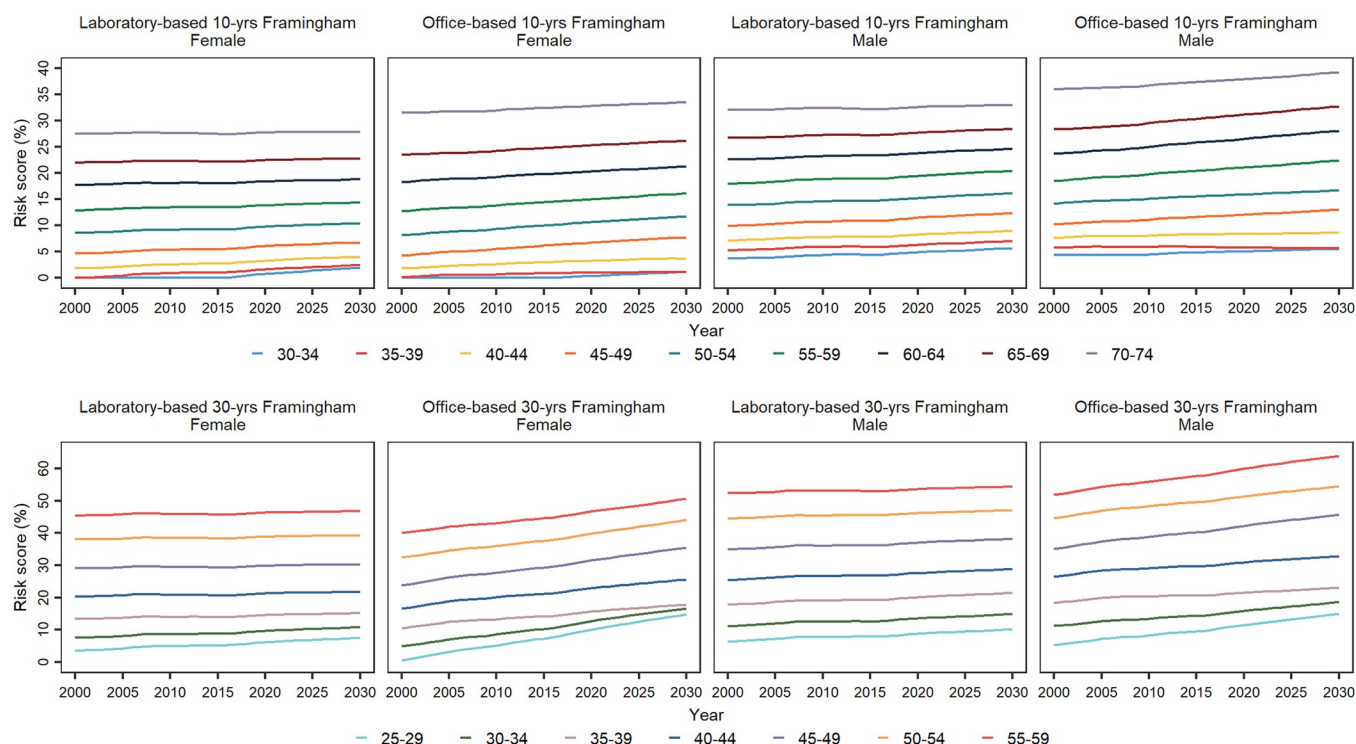 Laboratory-based 10-yrs Framingham
Female
Office-based 10-yrs Framingham
Female
Laboratory-based 10-yrs Framingham
Male
Office-based 10-yrs Framingham
Male
Risk score (%)
40
35
30
25
20
15
10
5
0
2000 2005 2010 2015 2020 2025 2030
2000 2005 2010 2015 2020 2025 2030
2000 2005 2010 2015 2020 2025 2030
2000 2005 2010 2015 2020 2025 2030
Year
30-34 35-39 40-44 45-49 50-54 55-59 60-64 65-69 70-74
Laboratory-based 30-yrs Framingham
Female
Office-based 30-yrs Framingham
Female
Laboratory-based 30-yrs Framingham
Male
Office-based 30-yrs Framingham
Male
Risk score (%)
60
50
40
30
20
10
0
2000 2005 2010 2015 2020 2025 2030
2000 2005 2010 2015 2020 2025 2030
2000 2005 2010 2015 2020 2025 2030
2000 2005 2010 2015 2020 2025 2030
Year
25-29 30-34 35-39 40-44 45-49 50-54 55-59